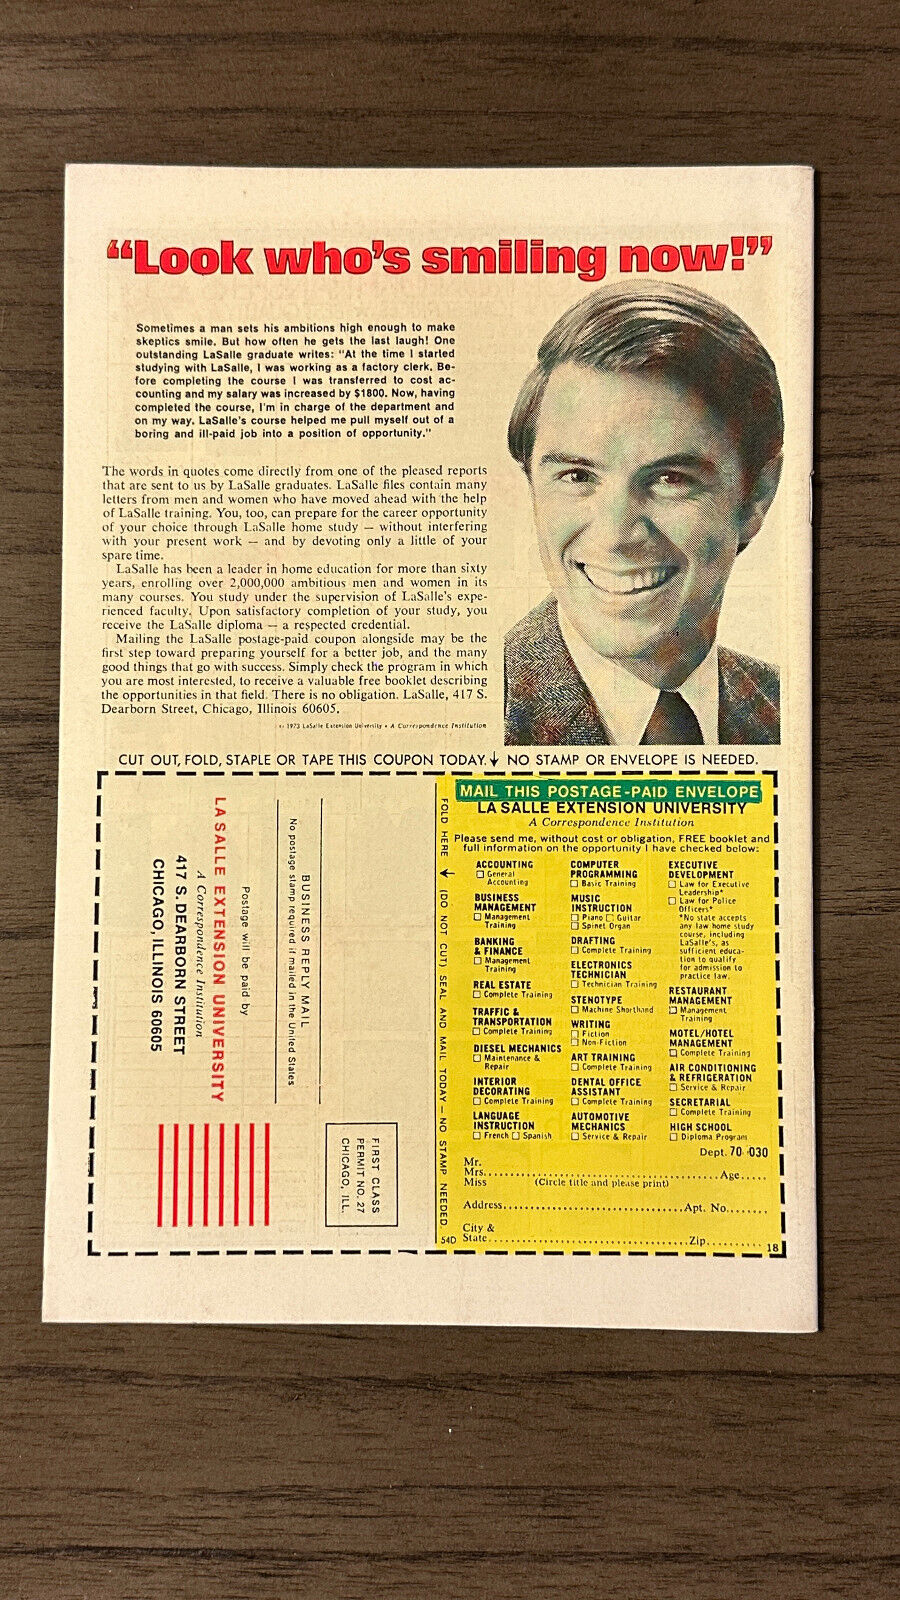 “Look who’s smiling now!”
Sometimes a man sets his ambitions high enough to make
skeptics smile. But how often he gets the last laugh! One
outstanding LaSalle graduate writes: “At the time I started
studying with LaSalle, I was working as a factory clerk. Be-
fore completing the course I was transferred to cost ac-
counting and my salary was increased by $1800. Now, having
completed the course, I’m in charge of the department and
on my way. LaSalle’s course helped me pull myself out of a
boring and ill-paid job into a position of opportunity.”
The words in quotes come directly from one of the pleased reports
that are sent to us by LaSalle graduates. LaSalle files contain many
letters from men and women who have moved ahead with the help
of LaSalle training. You, too, can prepare for the career opportunity
of your choice through LaSalle home study — without interfering
with your present work — and by devoting only a little of your
spare time.
LaSalle has been a leader in home education for more than sixty
years, enrolling over 2,000,000 ambitious men and women in its
many courses. You study under the supervision of LaSalle’s expe-
rienced faculty. Upon satisfactory completion of your study, you
receive the LaSalle diploma — a respected credential.
Mailing the LaSalle postage-paid coupon alongside may be the
first step toward preparing yourself for a better job, and the many
good things that go with success. Simply check the program in which
you are most interested, to receive a valuable free booklet describing
the opportunities in that field. There is no obligation. LaSalle, 417 S.
Dearborn Street, Chicago, Illinois 60605.
© 1973 LaSalle Extension University • A Correspondence Institution
CUT OUT, FOLD, STAPLE OR TAPE THIS COUPON TODAY. ↓ NO STAMP OR ENVELOPE IS NEEDED.
FIRST CLASS
PERMIT NO. 27
CHICAGO, ILL.
BUSINESS REPLY MAIL
No postage stamp required if mailed in the United States
Postage will be paid by
LA SALLE EXTENSION UNIVERSITY
A Correspondence Institution
417 S. DEARBORN STREET
CHICAGO, ILLINOIS 60605
FOLD HERE → (DO NOT CUT) SEAL AND MAIL TODAY — NO STAMP NEEDED.
54D
MAIL THIS POSTAGE-PAID ENVELOPE
LA SALLE EXTENSION UNIVERSITY
A Correspondence Institution
Please send me, without cost or obligation, FREE booklet and
full information on the opportunity I have checked below:
ACCOUNTING
☐ General
Accounting
BUSINESS
MANAGEMENT
☐ Management
Training
BANKING
& FINANCE
☐ Management
Training
REAL ESTATE
☐ Complete Training
TRAFFIC &
TRANSPORTATION
☐ Complete Training
DIESEL MECHANICS
☐ Maintenance &
Repair
INTERIOR
DECORATING
☐ Complete Training
LANGUAGE
INSTRUCTION
☐ French ☐ Spanish
COMPUTER
PROGRAMMING
☐ Basic Training
MUSIC
INSTRUCTION
☐ Piano ☐ Guitar
☐ Spinet Organ
DRAFTING
☐ Complete Training
ELECTRONICS
TECHNICIAN
☐ Technician Training
STENOTYPE
☐ Machine Shorthand
WRITING
☐ Fiction
☐ Non-Fiction
ART TRAINING
☐ Complete Training
DENTAL OFFICE
ASSISTANT
☐ Complete Training
AUTOMOTIVE
MECHANICS
☐ Service & Repair
EXECUTIVE
DEVELOPMENT
☐ Law for Executive
Leadership*
☐ Law for Police
Officers*
*No state accepts
any law home study
course, including
LaSalle’s, as
sufficient educa-
tion to qualify
for admission to
practice law.
RESTAURANT
MANAGEMENT
☐ Management
Training
MOTEL/HOTEL
MANAGEMENT
☐ Complete Training
AIR CONDITIONING
& REFRIGERATION
☐ Service & Repair
SECRETARIAL
☐ Complete Training
HIGH SCHOOL
☐ Diploma Program
Dept. 70-030
Mr.
Mrs. Age
Miss (Circle title and please print)
Address Apt. No.
City &
State Zip
18